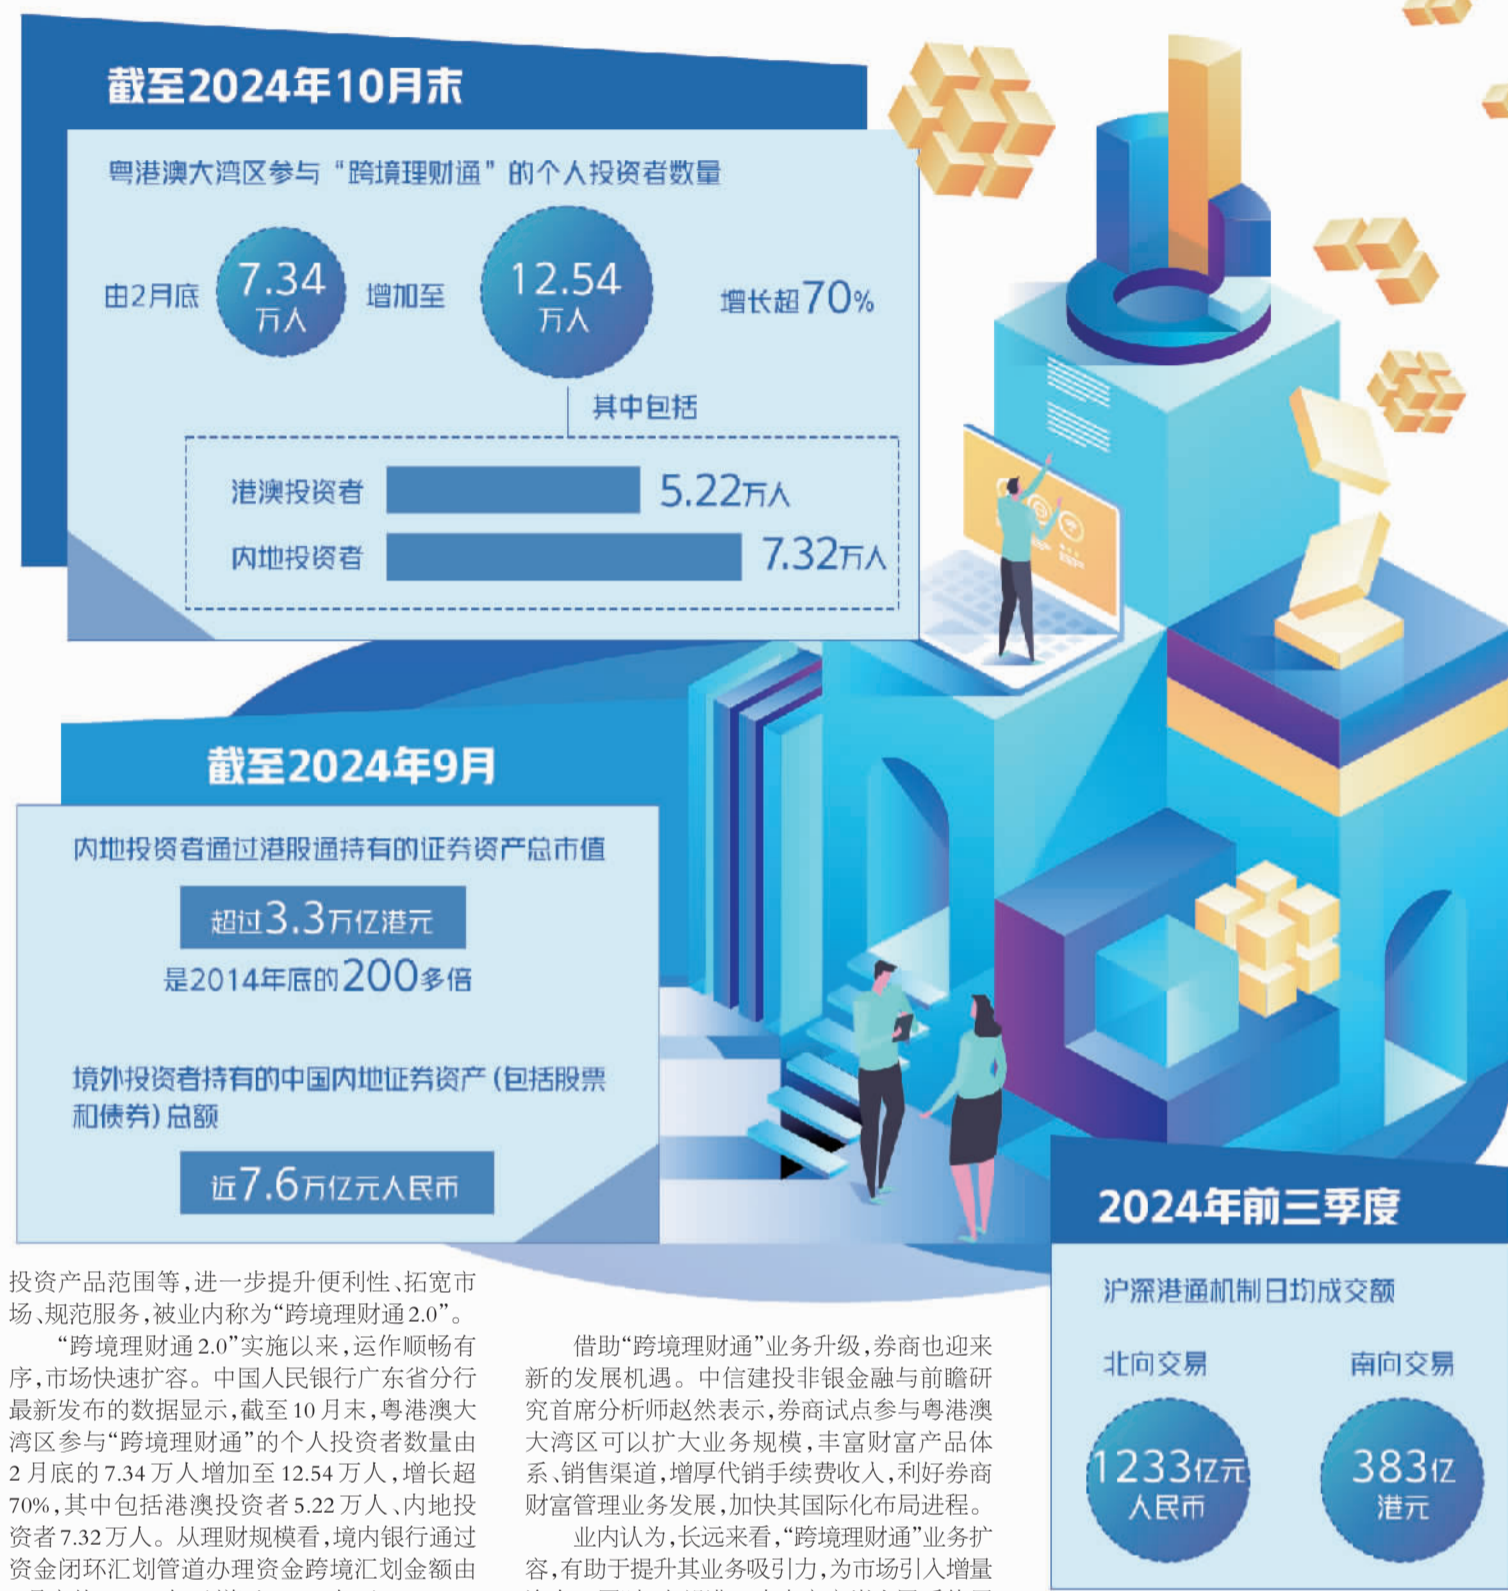 截至2024年10月末
粤港澳大湾区参与“跨境理财通”的个人投资者数量
由2月底
7.34
万人
增加至
12.54
万人
增长超70%
其中包括
港澳投资者
5.22万人
内地投资者
7.32万人
截至2024年9月
内地投资者通过港股通持有的证券资产总市值
超过3.3万亿港元
是2014年底的200多倍
境外投资者持有的中国内地证券资产(包括股票
和债券)总额
近7.6万亿元人民币
2024年前三季度
沪深港通机制日均成交额
北向交易
1233亿元
人民币
南向交易
383亿
港元
投资产品范围等,进一步提升便利性、拓宽市
场、规范服务,被业内称为“跨境理财通2.0”。
“跨境理财通2.0”实施以来,运作顺畅有
序,市场快速扩容。中国人民银行广东省分行
最新发布的数据显示,截至10月末,粤港澳大
湾区参与“跨境理财通”的个人投资者数量由
2月底的7.34万人增加至12.54万人,增长超
70%,其中包括港澳投资者5.22万人、内地投
资者7.32万人。从理财规模看,境内银行通过
资金闭环汇划管道办理资金跨境汇划金额由
借助“跨境理财通”业务升级,券商也迎来
新的发展机遇。中信建投非银金融与前瞻研
究首席分析师赵然表示,券商试点参与粤港澳
大湾区可以扩大业务规模,丰富财富产品体
系、销售渠道,增厚代销手续费收入,利好券商
财富管理业务发展,加快其国际化布局进程。
业内认为,长远来看,“跨境理财通”业务扩
容,有助于提升其业务吸引力,为市场引入增量